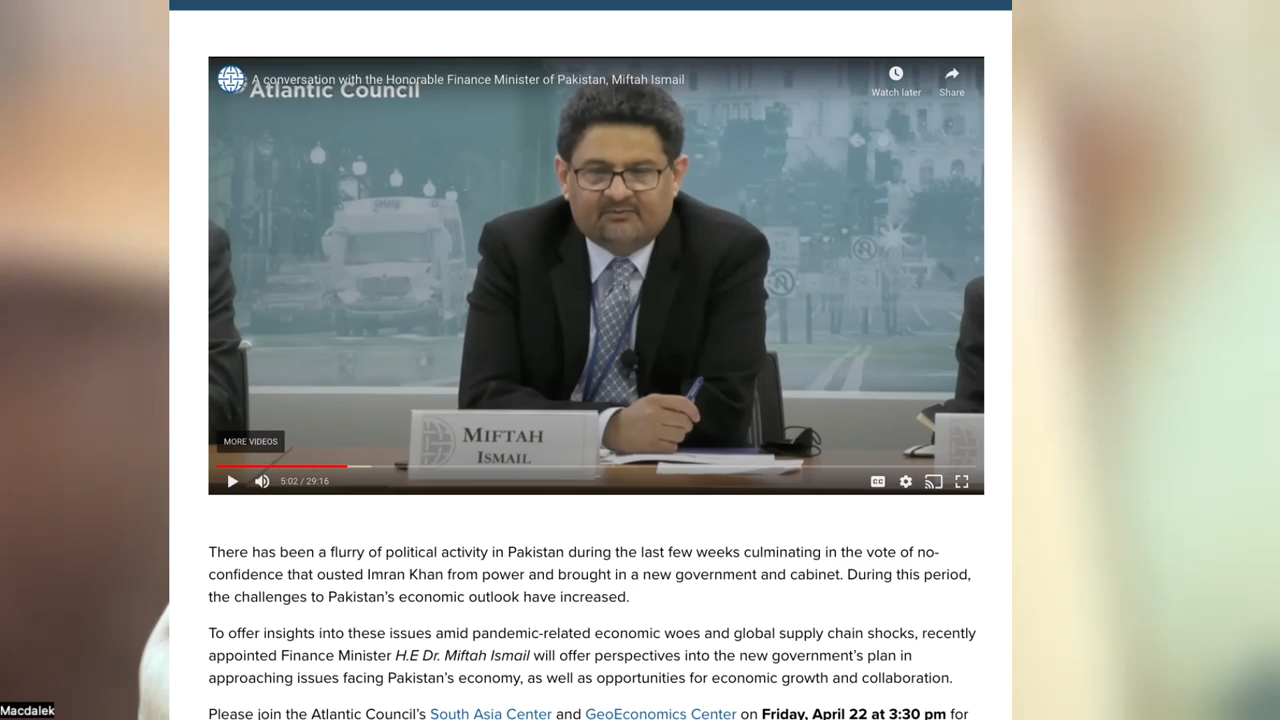 A conversation with the Honorable Finance Minister of Pakistan, Miftah Ismail
Atlantic Council
Watch later
Share
MORE VIDEOS
MIFTAH
ISMAIL
5:02 / 29:16
CC
There has been a flurry of political activity in Pakistan during the last few weeks culminating in the vote of no-
confidence that ousted Imran Khan from power and brought in a new government and cabinet. During this period,
the challenges to Pakistan’s economic outlook have increased.
To offer insights into these issues amid pandemic-related economic woes and global supply chain shocks, recently
appointed Finance Minister H.E Dr. Miftah Ismail will offer perspectives into the new government’s plan in
approaching issues facing Pakistan’s economy, as well as opportunities for economic growth and collaboration.
Please join the Atlantic Council’s South Asia Center and GeoEconomics Center on Friday, April 22 at 3:30 pm for
Macdalek